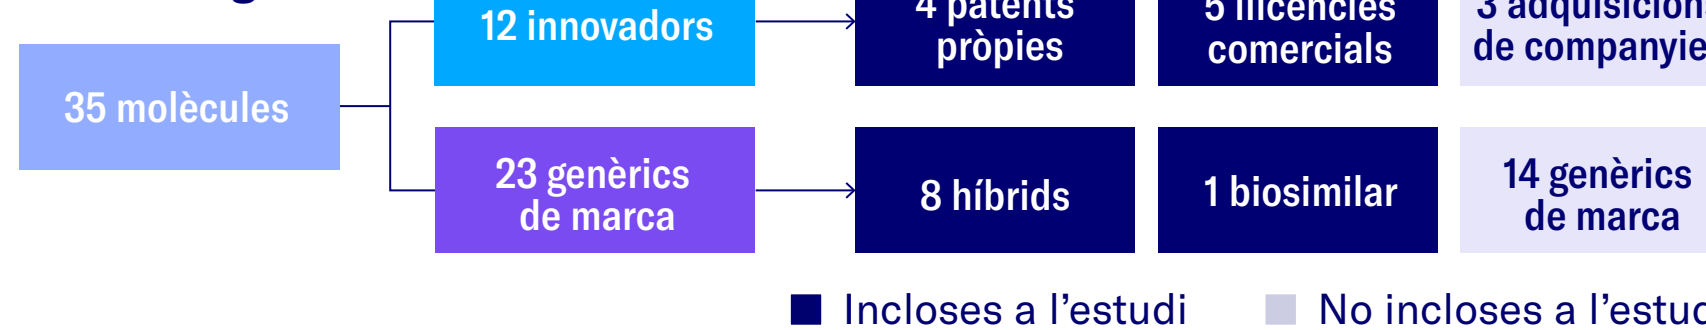 12 innovadors
4 patents
pròpies
5 llicències
comercials
3 adquisicions
de companyie
35 molècules
23 genèrics
de marca
8 híbrids
1 biosimilar
14 genèrics
de marca
Incloses a l’estudi
No incloses a l’estud